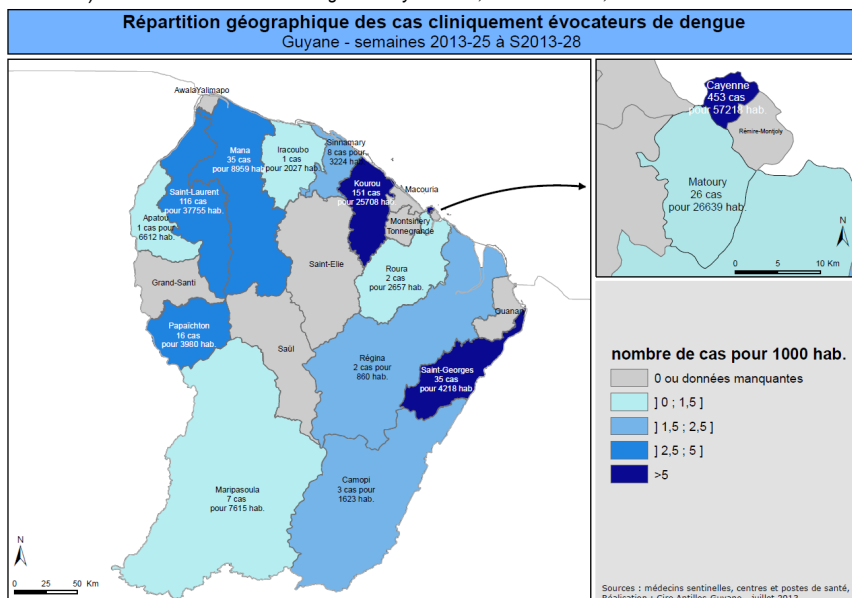 Répartition géographique des cas cliniquement évocateurs de dengue
Guyane - semaines 2013-25 à S2013-28
AwalaYalimapo
Mana
35 cas
pour 8959 hab.
Iracoubo
1 cas
pour 2027 hab.
Sinnamary
8 cas pour
3224 hab.
Kourou
151 cas
pour 25708 hab.
Macouria
Montsinery
Tonnegrande
Saint-Laurent
116 cas
pour 37755 hab.
Apatou
1 cas pour
6612 hab.
Grand-Santi
Saint-Elie
Roura
2 cas
pour 2657 hab.
Papaïchton
16 cas
pour 3980 hab.
Saül
Régina
2 cas pour
860 hab.
Ouanary
Saint-Georges
35 cas
pour 4218 hab.
Maripasoula
7 cas
pour 7615 hab.
Camopi
3 cas pour
1623 hab.
N
0 25 50 Km
Cayenne
453 cas
pour 57218 hab.
Rémire-Montjoly
Matoury
26 cas
pour 26639 hab.
N
0 5 10 Km
nombre de cas pour 1000 hab.
0 ou données manquantes
] 0 ; 1,5 ]
] 1,5 ; 2,5 ]
] 2,5 ; 5 ]
>5
Sources : médecins sentinelles, centres et postes de santé,
Réalisation : Cire Antilles Guyane - juillet 2013